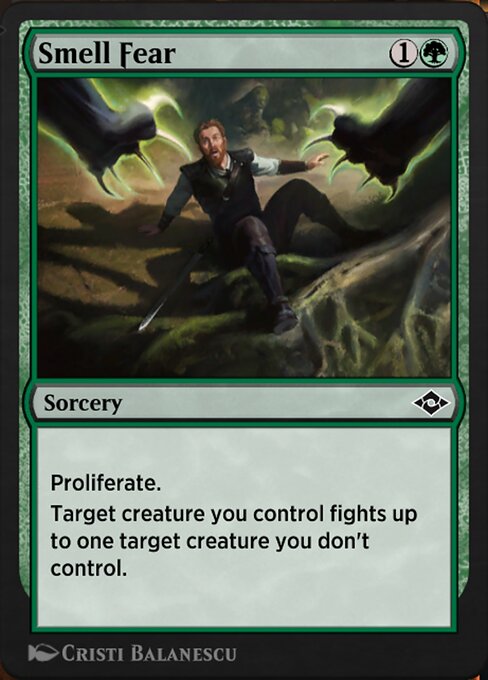 Smell Fear 1
Sorcery
Proliferate.
Target creature you control fights up
to one target creature you don't
control.
Cristi Balanescu